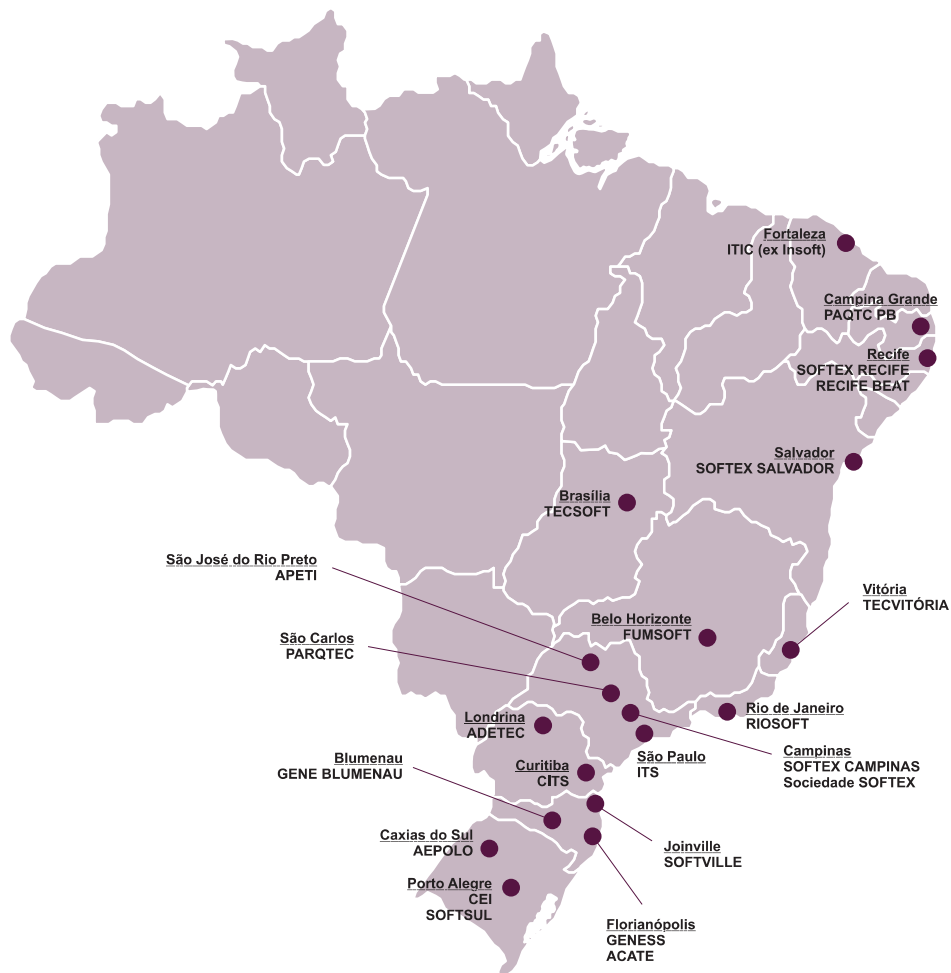 Fortaleza
ITIC (ex Insoft)
Campina Grande
PAQTC PB
Recife
SOFTEX RECIFE
RECIFE BEAT
Salvador
SOFTEX SALVADOR
Brasília
TECSOFT
São José do Rio Preto
APETI
Vitória
TECVITÓRIA
Belo Horizonte
FUMSOFT
São Carlos
PARQTEC
Rio de Janeiro
RIOSOFT
Londrina
ADETEC
São Paulo
ITS
Campinas
SOFTEX CAMPINAS
Sociedade SOFTEX
Blumenau
GENE BLUMENAU
Curitiba
CITS
Caxias do Sul
AEPOLO
Joinville
SOFTVILLE
Porto Alegre
CEI
SOFTSUL
Florianópolis
GENESS
ACATE